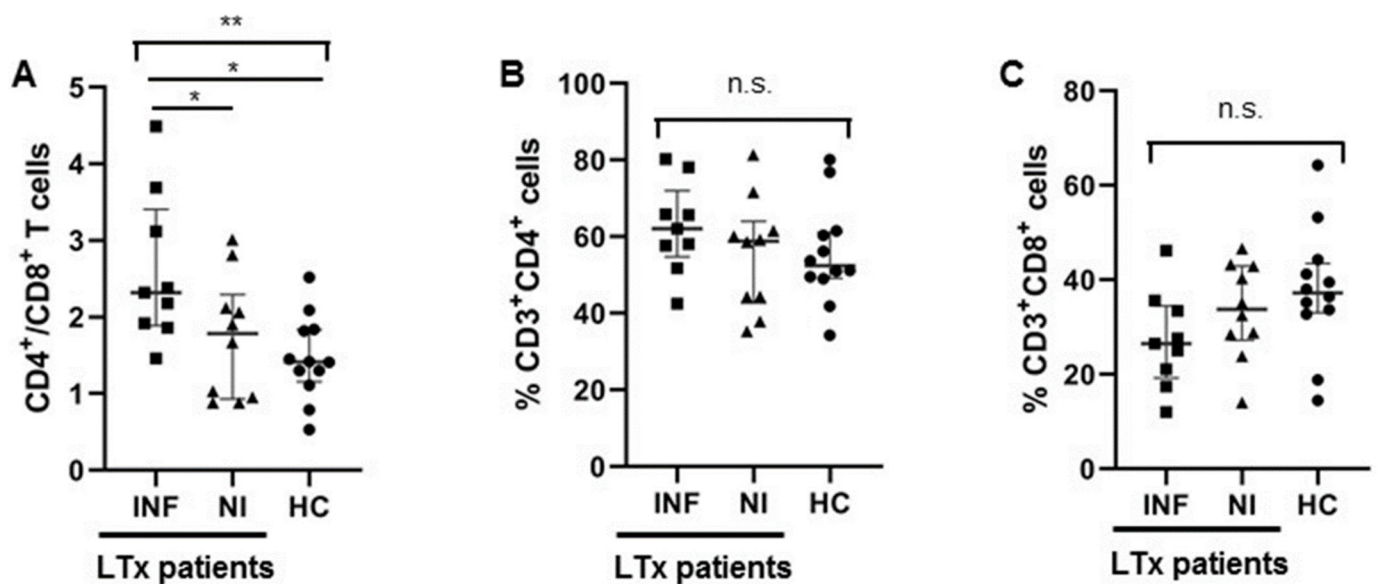 A
**
*
*
CD4⁺/CD8⁺ T cells
5
4
3
2
1
0
INF NI HC
LTx patients
B
n.s.
% CD3⁺CD4⁺ cells
100
80
60
40
20
0
INF NI HC
LTx patients
C
n.s.
% CD3⁺CD8⁺ cells
80
60
40
20
0
INF NI HC
LTx patients